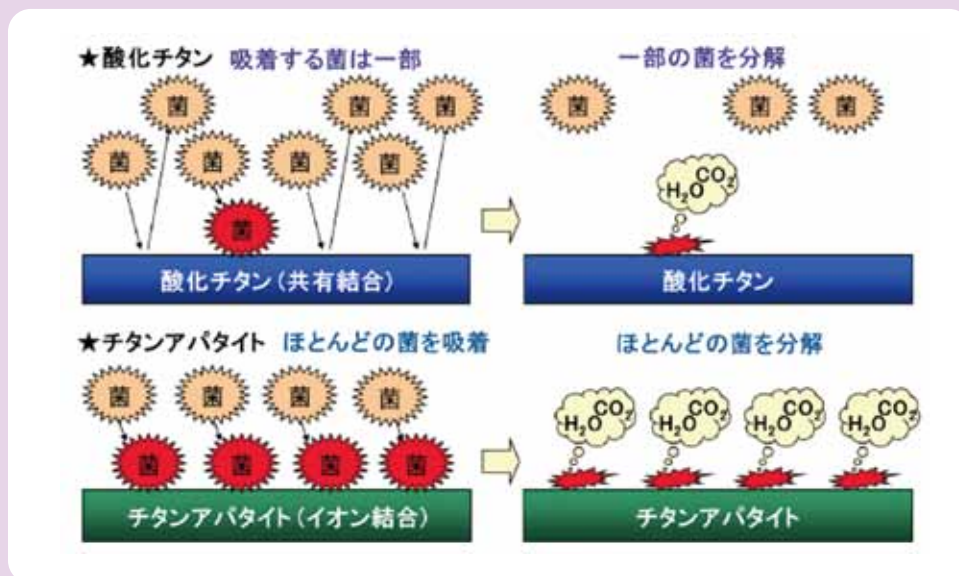 ★酸化チタン 吸着する菌は一部
一部の菌を分解
菌 菌 菌 菌 菌 菌
菌 菌 菌 菌
菌
H₂O CO₂
酸化チタン(共有結合)
酸化チタン
★チタンアパタイト ほとんどの菌を吸着
ほとんどの菌を分解
菌 菌 菌 菌
H₂O CO₂ H₂O CO₂ H₂O CO₂ H₂O CO₂
菌 菌 菌 菌
チタンアパタイト(イオン結合)
チタンアパタイト